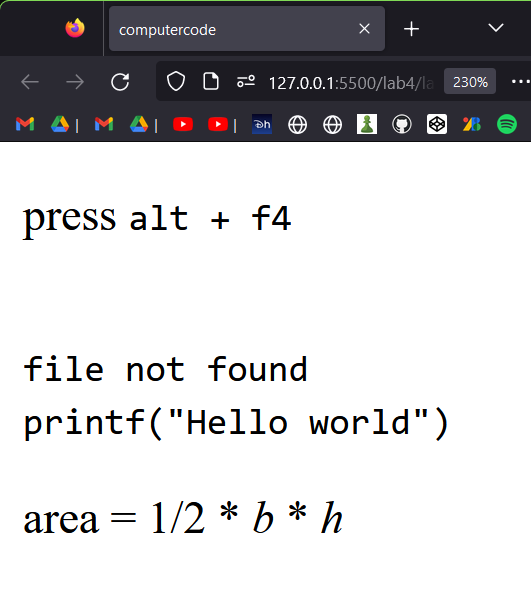 computercode
127.0.0.1:5500/lab4/la
230%
press alt + f4
file not found
printf("Hello world")
area = 1/2 * b * h